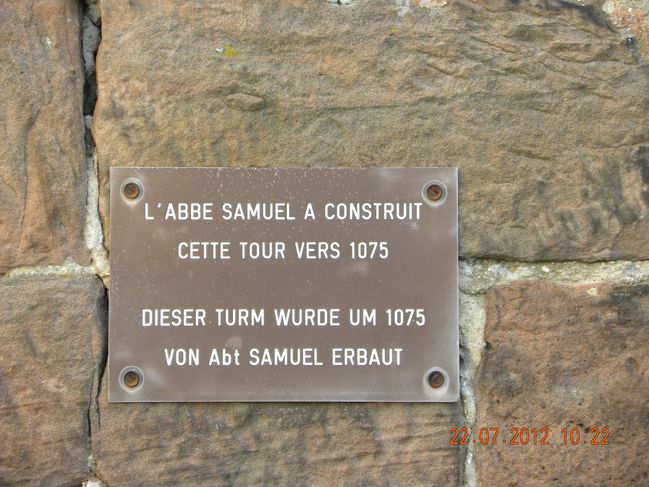 L'ABBE SAMUEL A CONSTRUIT
CETTE TOUR VERS 1075
DIESER TURM WURDE UM 1075
VON Abt SAMUEL ERBAUT
22.07.2012 10:22